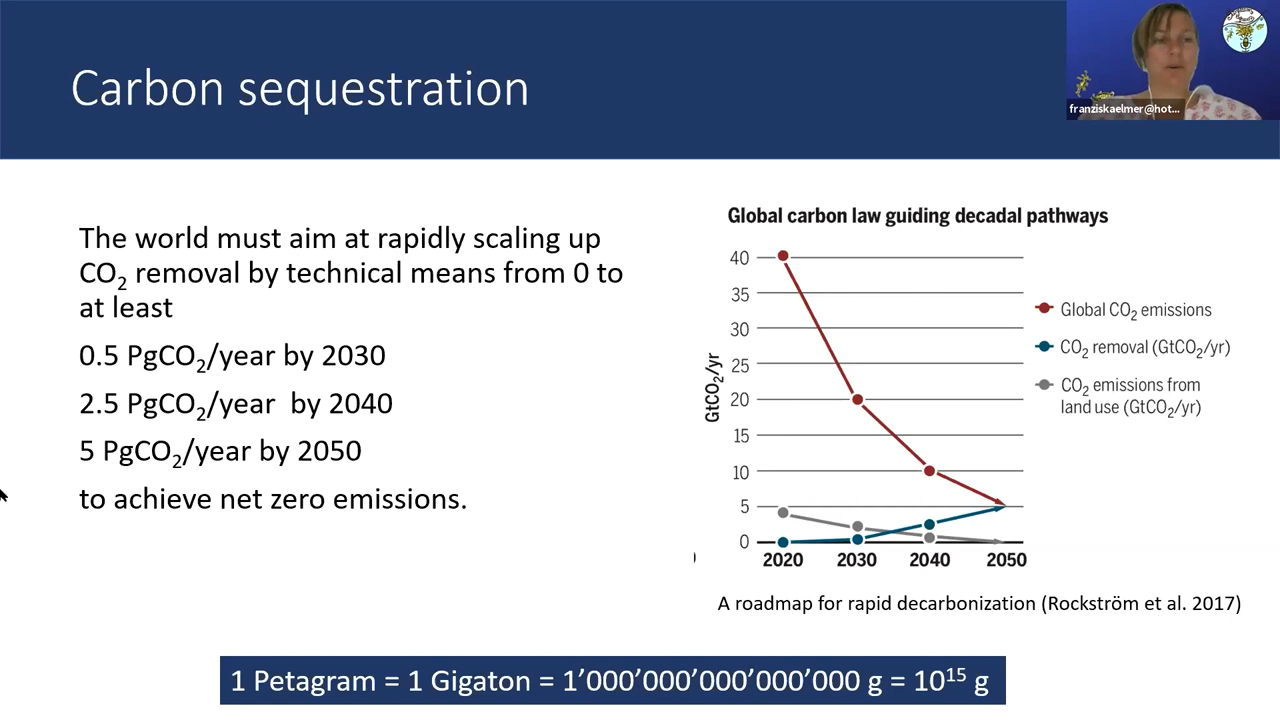 Carbon sequestration
franziskaelmer@hot...
The world must aim at rapidly scaling up
CO₂ removal by technical means from 0 to
at least
0.5 PgCO₂/year by 2030
2.5 PgCO₂/year by 2040
5 PgCO₂/year by 2050
to achieve net zero emissions.
Global carbon law guiding decadal pathways
GtCO₂/yr
40
35
30
25
20
15
10
5
0
2020 2030 2040 2050
Global CO₂ emissions
CO₂ removal (GtCO₂/yr)
CO₂ emissions from
land use (GtCO₂/yr)
A roadmap for rapid decarbonization (Rockström et al. 2017)
1 Petagram = 1 Gigaton = 1’000’000’000’000’000 g = 10¹⁵ g